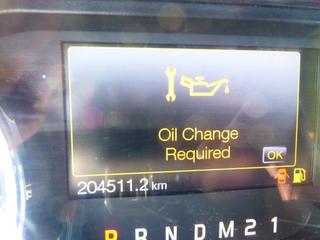 Oil Change
Required
OK
204511.2 km
F
P R N D M 2 1